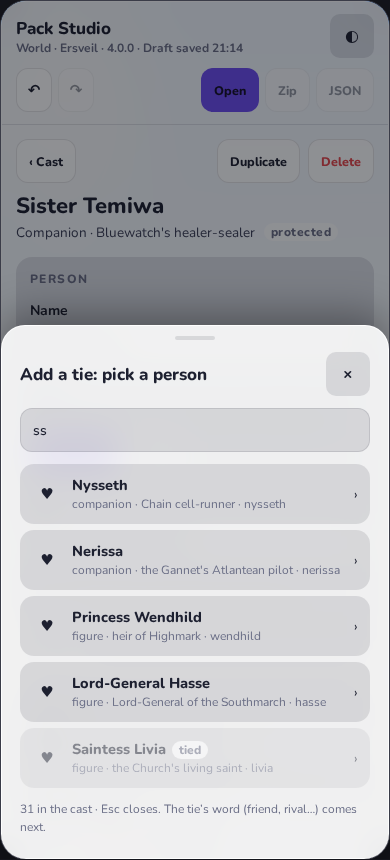 Pack Studio
World · Ersveil · 4.0.0 · Draft saved 21:14
Open
Zip
JSON
‹ Cast
Duplicate
Delete
Sister Temiwa
Companion · Bluewatch's healer-sealer
protected
PERSON
Name
Add a tie: pick a person
×
ss
Nysseth
companion · Chain cell-runner · nysseth
Nerissa
companion · the Gannet's Atlantean pilot · nerissa
Princess Wendhild
figure · heir of Highmark · wendhild
Lord-General Hasse
figure · Lord-General of the Southmarch · hasse
Saintess Livia tied
figure · the Church's living saint · livia
31 in the cast · Esc closes. The tie’s word (friend, rival…) comes
next.